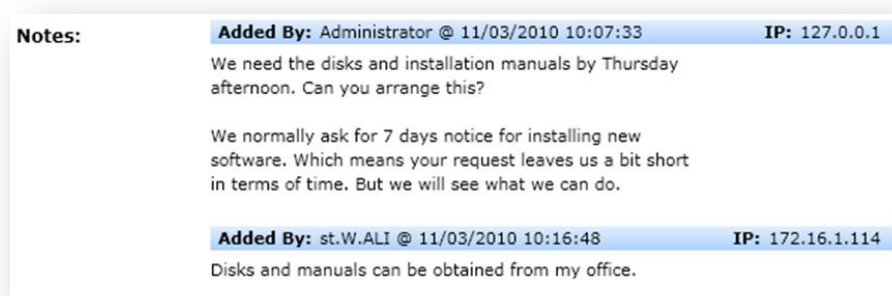 Notes:
Added By: Administrator @ 11/03/2010 10:07:33 IP: 127.0.0.1
We need the disks and installation manuals by Thursday
afternoon. Can you arrange this?
We normally ask for 7 days notice for installing new
software. Which means your request leaves us a bit short
in terms of time. But we will see what we can do.
Added By: st.W.ALI @ 11/03/2010 10:16:48 IP: 172.16.1.114
Disks and manuals can be obtained from my office.